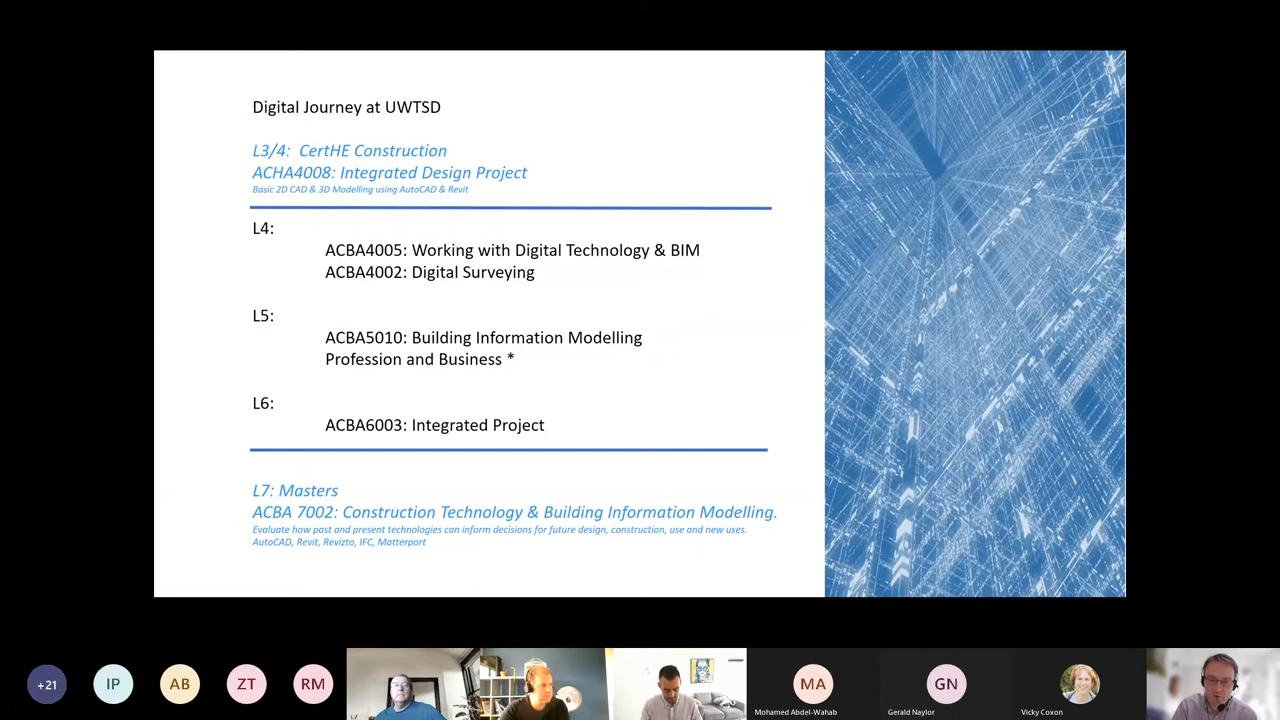 Digital Journey at UWTSD
L3/4: CertHE Construction
ACHA4008: Integrated Design Project
Basic 2D CAD & 3D Modelling using AutoCAD & Revit
L4:
ACBA4005: Working with Digital Technology & BIM
ACBA4002: Digital Surveying
L5:
ACBA5010: Building Information Modelling
Profession and Business *
L6:
ACBA6003: Integrated Project
L7: Masters
ACBA 7002: Construction Technology & Building Information Modelling.
Evaluate how past and present technologies can inform decisions for future design, construction, use and new uses.
AutoCAD, Revit, Revizto, IFC, Matterport
+21
IP
AB
ZT
RM
MA
GN
Mohamed Abdel-Wahab
Gerald Naylor
Vicky Coxon